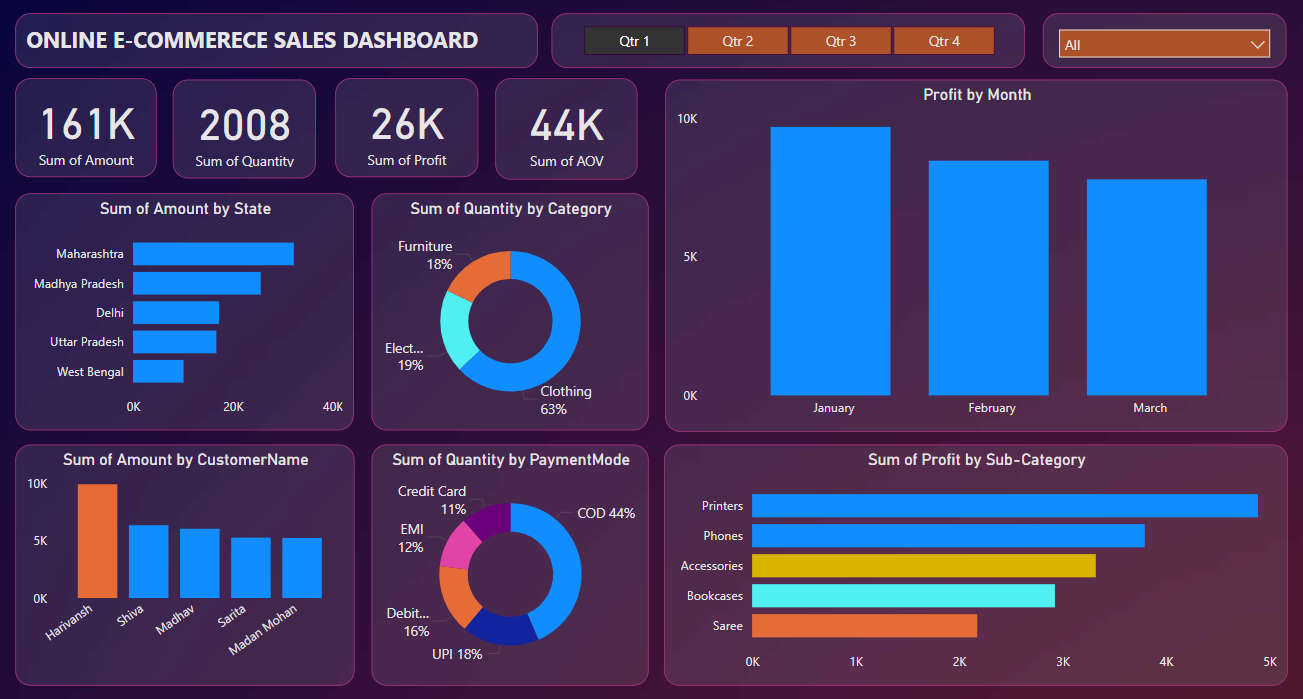 ONLINE E-COMMERECE SALES DASHBOARD
Qtr 1
Qtr 2
Qtr 3
Qtr 4
All
161K
Sum of Amount
2008
Sum of Quantity
26K
Sum of Profit
44K
Sum of AOV
Profit by Month
10K
5K
0K
January
February
March
Sum of Amount by State
Maharashtra
Madhya Pradesh
Delhi
Uttar Pradesh
West Bengal
0K
20K
40K
Sum of Quantity by Category
Furniture
18%
Elect...
19%
Clothing
63%
Sum of Amount by CustomerName
10K
5K
0K
Harivansh
Shiva
Madhav
Sarita
Madan Mohan
Sum of Quantity by PaymentMode
Credit Card
11%
EMI
12%
Debit...
16%
UPI 18%
COD 44%
Sum of Profit by Sub-Category
Printers
Phones
Accessories
Bookcases
Saree
0K
1K
2K
3K
4K
5K